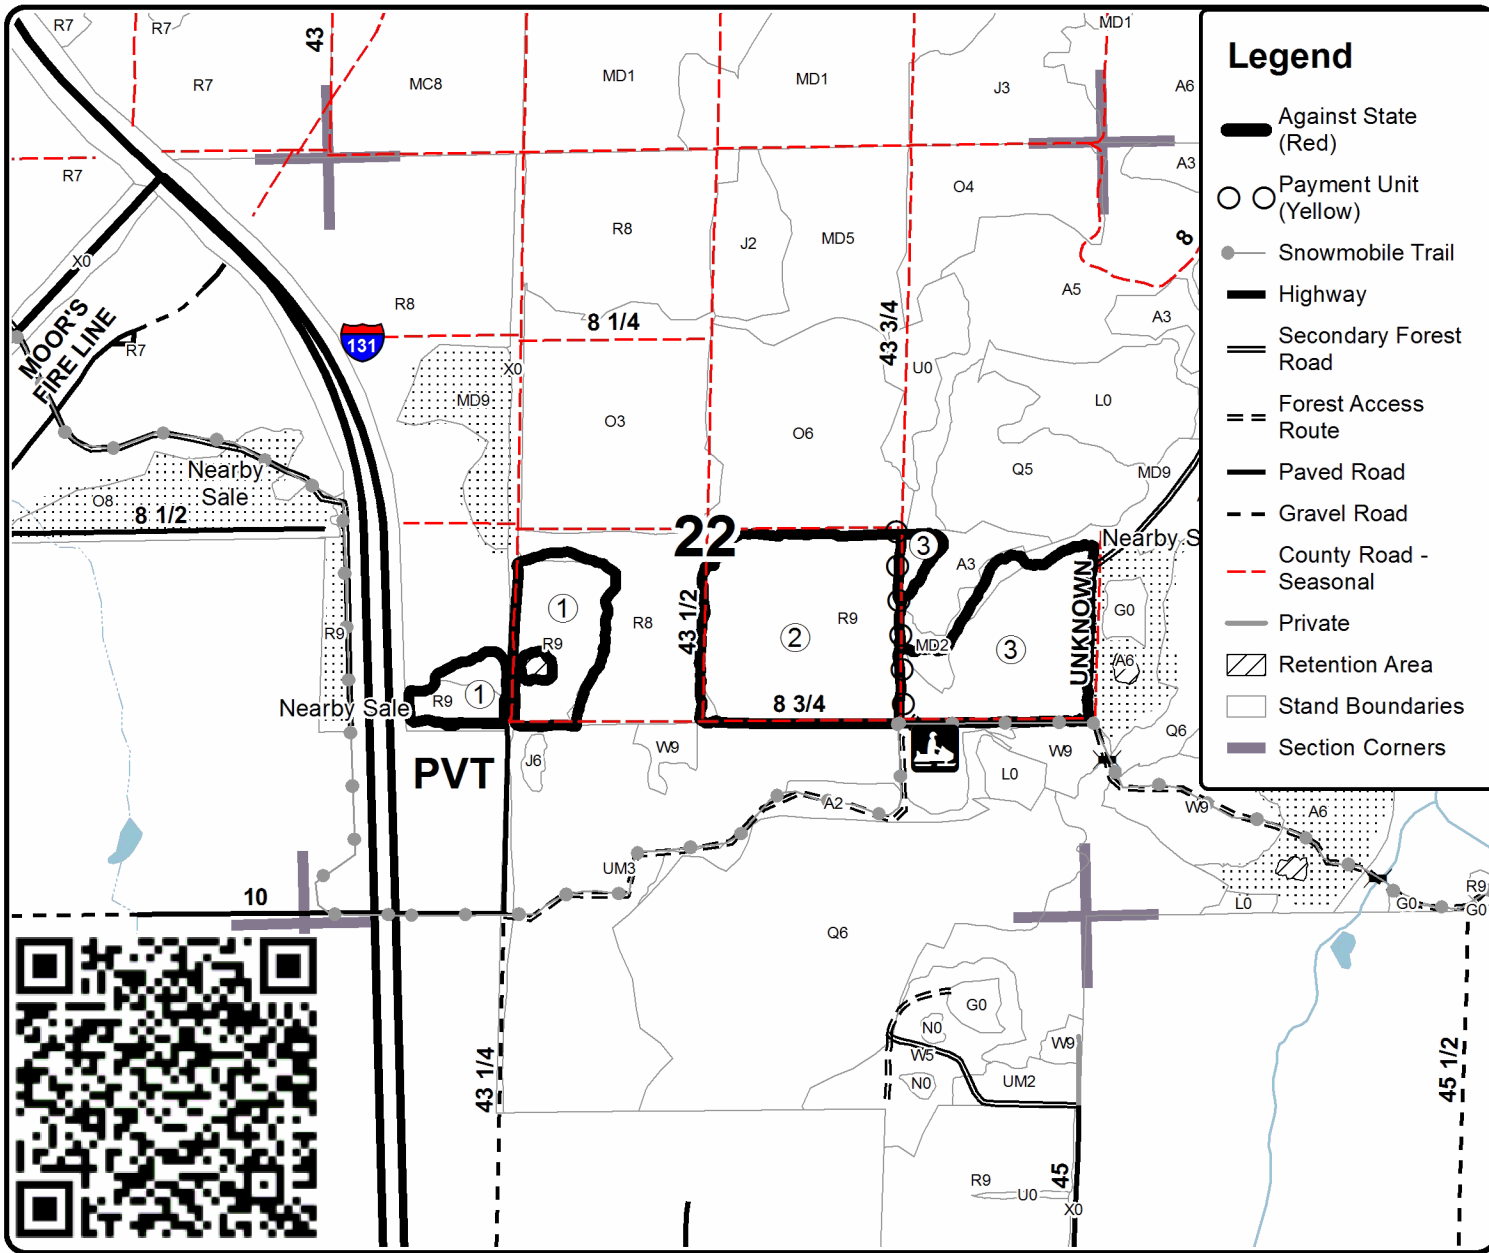 R7
R7
43
MD1
R7
MC8
MD1
MD1
J3
A6
R7
A3
O4
R8
J2
MD5
8
X0
A5
R8
8 1/4
43 3/4
A3
MOOR'S
FIRE LINE
R7
131
X0
U0
MD9
L0
O3
O6
Nearby
Sale
Q5
MD9
O8
8 1/2
22
3
Nearby S
A3
1
R9
R8
43 1/2
2
R9
UNKNOWN
G0
R9
MD2
3
A6
R9
1
8 3/4
Nearby Sale
Q6
PVT
J6
W9
W9
L0
A2
W9
A6
UM3
10
R9
L0
G0
G0
Q6
G0
N0
W5
W9
N0
UM2
43 1/4
45 1/2
R9
U0
45
X0
Legend
Against State
(Red)
Payment Unit
(Yellow)
Snowmobile Trail
Highway
Secondary Forest
Road
Forest Access
Route
Paved Road
Gravel Road
County Road -
Seasonal
Private
Retention Area
Stand Boundaries
Section Corners